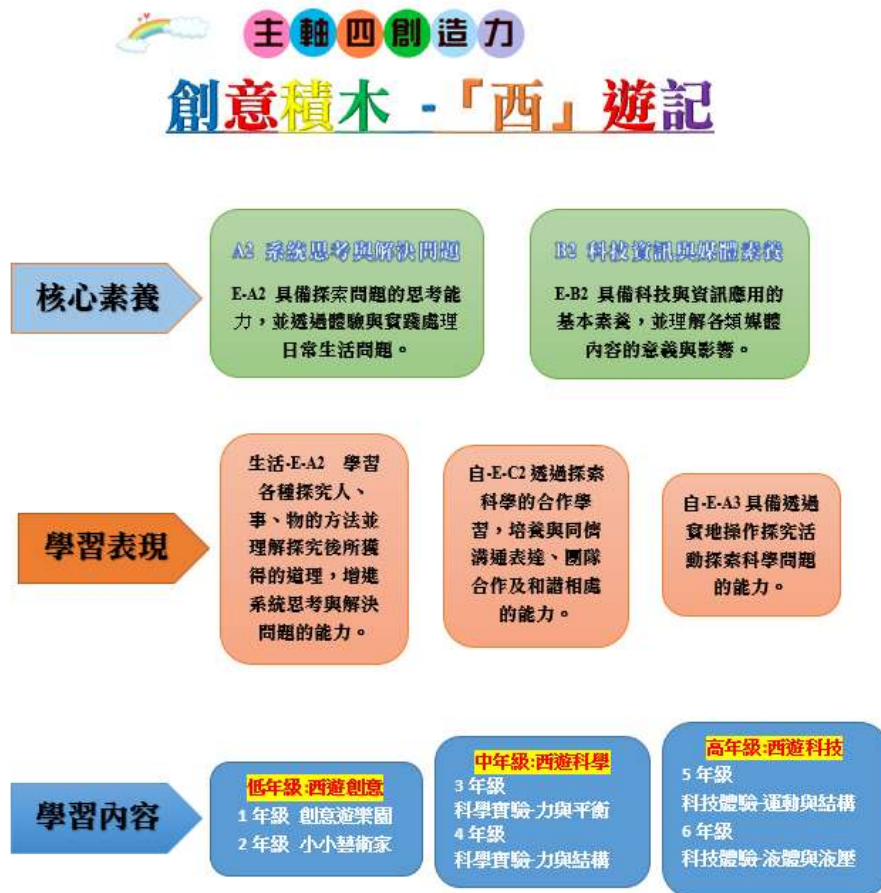 主軸四創造力
創意積木 -「西」遊記
核心素養
A2 系統思考與解決問題
E-A2 具備探索問題的思考能
力，並透過體驗與實踐處理
日常生活問題。
B2 科技資訊與媒體素養
E-B2 具備科技與資訊應用的
基本素養，並理解各類媒體
內容的意義與影響。
學習表現
生活-E-A2 學習
各種探究人、
事、物的方法並
理解探究後所獲
得的道理，增進
系統思考與解決
問題的能力。
自-E-C2 透過探索
科學的合作學
習，培養與同儕
溝通表達、團隊
合作及和諧相處
的能力。
自-E-A3 具備透過
實地操作探究活
動探索科學問題
的能力。
學習內容
低年級:西遊創意
1 年級 創意遊樂園
2 年級 小小藝術家
中年級:西遊科學
3 年級
科學實驗-力與平衡
4 年級
科學實驗-力與結構
高年級:西遊科技
5 年級
科技體驗-運動與結構
6 年級
科技體驗-液體與液壓